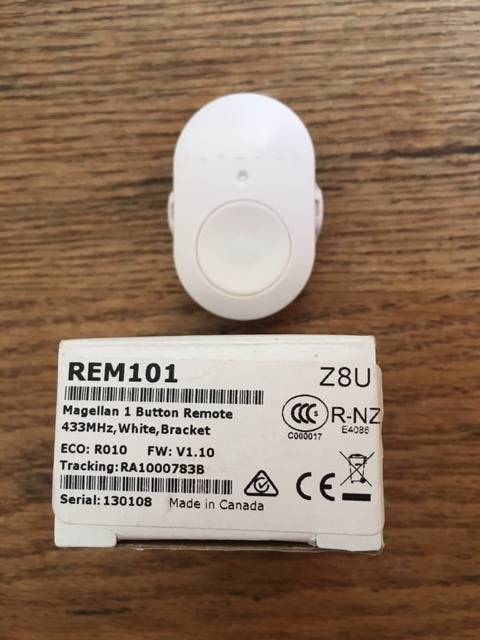 PARADOX
REM101
Z8U
Magellan 1 Button Remote
433MHz,White,Bracket
C000017
R-NZ
E4086
ECO: R010 FW: V1.10
Tracking:RA1000783B
Serial: 130108 Made in Canada
CE